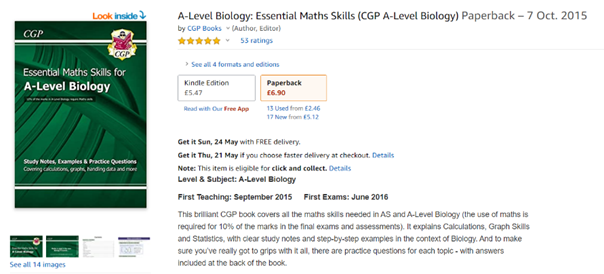 Look inside
A-Level Biology: Essential Maths Skills (CGP A-Level Biology) Paperback – 7 Oct. 2015
by CGP Books (Author, Editor)
53 ratings
CGP
CGP
Essential Maths Skills for
A-Level Biology
Study Notes, Examples & Practice Questions
Covering calculations, graphs, handling data and more
See all 14 images
> See all 4 formats and editions
Kindle Edition
£5.47
Paperback
£6.90
Read with Our Free App
13 Used from £2.46
17 New from £5.12
Get it Sun, 24 May with FREE delivery.
Get it Thu, 21 May if you choose faster delivery at checkout. Details
Note: This item is eligible for click and collect. Details
Level & Subject: A-Level Biology
First Teaching: September 2015 First Exams: June 2016
This brilliant CGP book covers all the maths skills needed in AS and A-Level Biology (the use of maths is
required for 10% of the marks in the final exams and assessments). It explains Calculations, Graph Skills
and Statistics, with clear study notes and step-by-step examples in the context of Biology. And to make
sure you've really got to grips with it all, there are practice questions for each topic - with answers
included at the back of the book.